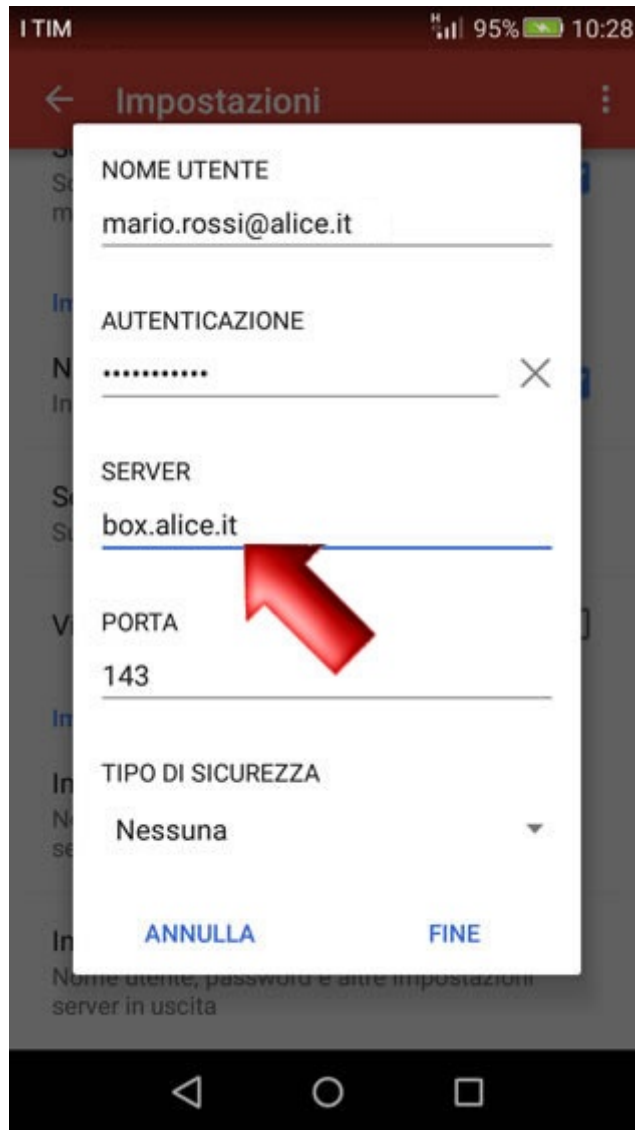 I TIM H 95% 10:28
Impostazioni
NOME UTENTE
mario.rossi@alice.it
AUTENTICAZIONE
•••••••••••
SERVER
box.alice.it
PORTA
143
TIPO DI SICUREZZA
Nessuna
ANNULLA FINE
Nome utente, password e altre impostazioni
server in uscita